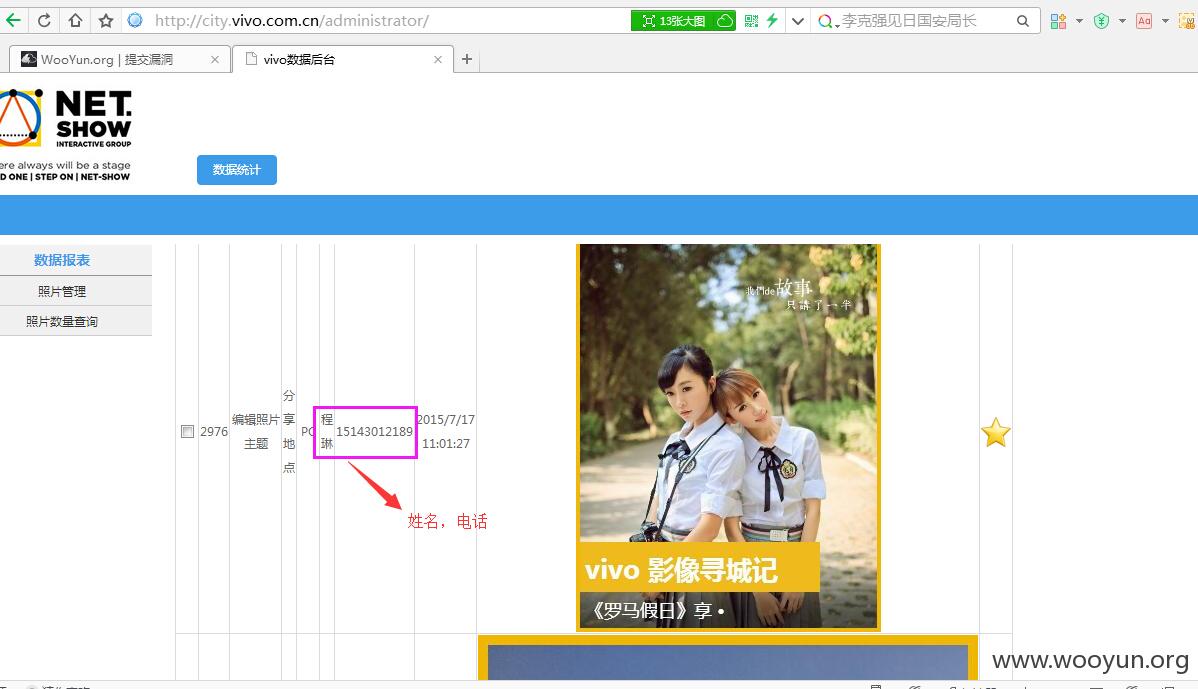 http://city.vivo.com.cn/administrator/
13张大图
李克强见日国安局长
Aa
WooYun.org | 提交漏洞
vivo数据后台
NET.
SHOW
INTERACTIVE GROUP
ere always will be a stage
D ONE | STEP ON | NET-SHOW
数据统计
数据报表
照片管理
照片数量查询
2976
编辑照片
主题
分
享
地
点
PC
程
琳
15143012189
2015/7/17
11:01:27
姓名，电话
我们de故事
只讲了一半
vivo 影像寻城记
《罗马假日》享 •
www.wooyun.org